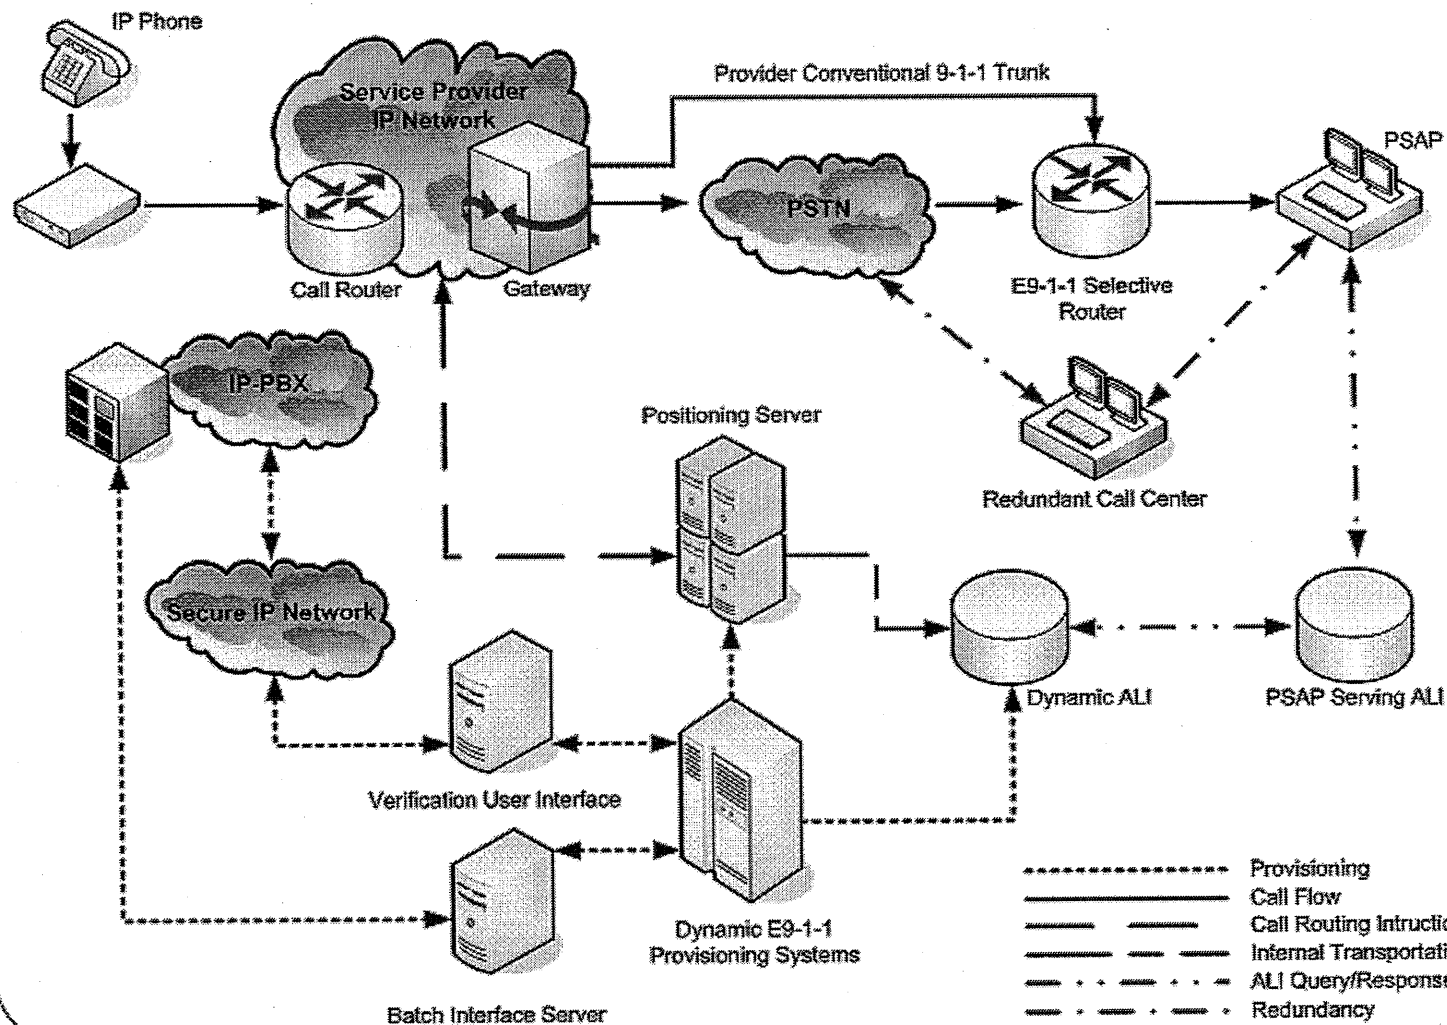 IP Phone
Provider Conventional 9-1-1 Trunk
Service Provider
IP Network
PSAP
PSTN
Call Router
Gateway
E9-1-1 Selective
Router
IP-PBX
Positioning Server
Redundant Call Center
Secure IP Network
Dynamic ALI
PSAP Serving ALI
Verification User Interface
Provisioning
Call Flow
Call Routing Intructio
Internal Transportati
ALI Query/Response
Redundancy
Dynamic E9-1-1
Provisioning Systems
Batch Interface Server